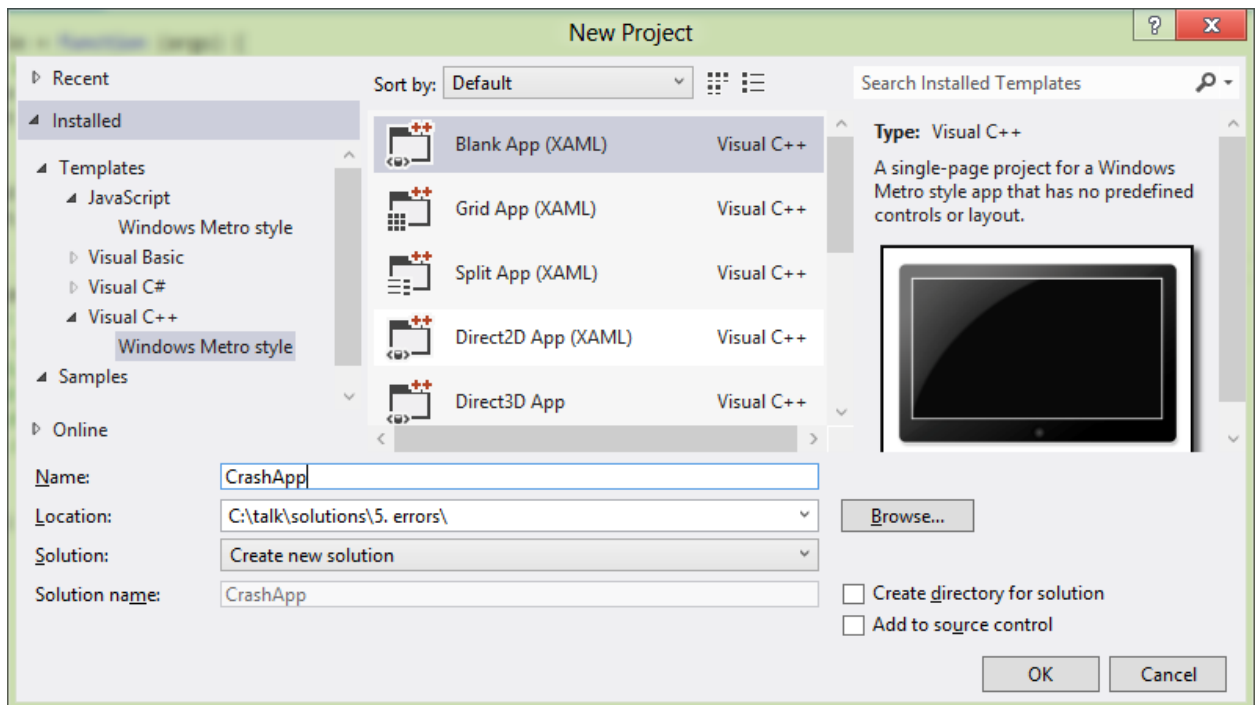 New Project
?
x
Recent
Installed
Templates
JavaScript
Windows Metro style
Visual Basic
Visual C#
Visual C++
Windows Metro style
Samples
Online
Sort by: Default
Blank App (XAML) Visual C++
Grid App (XAML) Visual C++
Split App (XAML) Visual C++
Direct2D App (XAML) Visual C++
Direct3D App Visual C++
Search Installed Templates
Type: Visual C++
A single-page project for a Windows
Metro style app that has no predefined
controls or layout.
Name: CrashApp
Location: C:\talk\solutions\5. errors\
Browse...
Solution: Create new solution
Solution name: CrashApp
Create directory for solution
Add to source control
OK Cancel